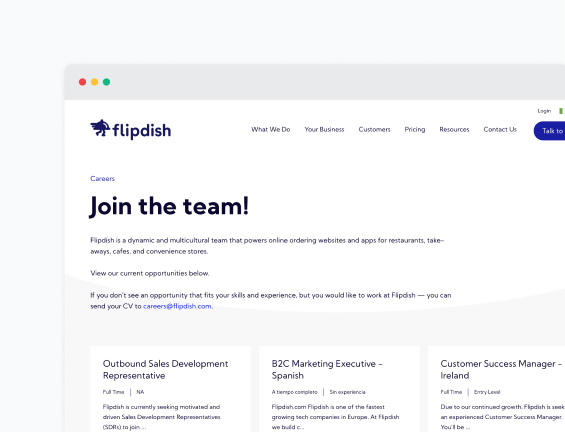 Login
flipdish
What We Do Your Business Customers Pricing Resources Contact Us Talk to
Careers
Join the team!
Flipdish is a dynamic and multicultural team that powers online ordering websites and apps for restaurants, take–
aways, cafes, and convenience stores.
View our current opportunities below.
If you don't see an opportunity that fits your skills and experience, but you would like to work at Flipdish — you can
send your CV to careers@flipdish.com.
Outbound Sales Development
Representative
Full Time | NA
Flipdish is currently seeking motivated and
driven Sales Development Representatives
(SDRs) to join ...
B2C Marketing Executive -
Spanish
A tiempo completo | Sin experiencia
Flipdish.com Flipdish is one of the fastest
growing tech companies in Europe. At Flipdish
we build c...
Customer Success Manager -
Ireland
Full Time | Entry Level
Due to our continued growth, Flipdish is seek
an experienced Customer Success Manager.
You'll be ...